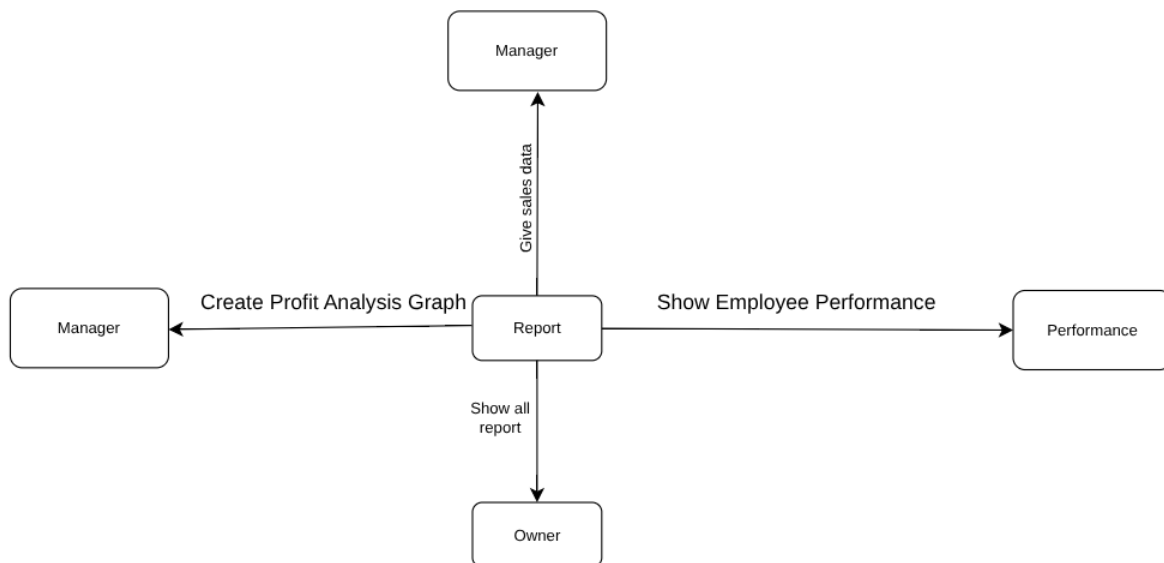 Manager
Give sales data
Create Profit Analysis Graph
Show Employee Performance
Manager
Report
Performance
Show all
report
Owner